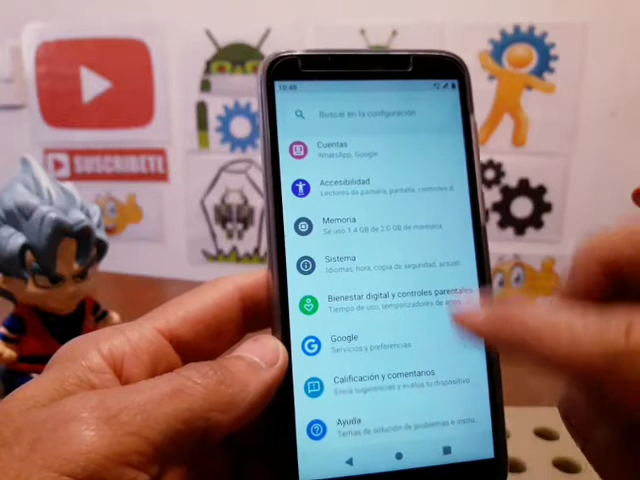 10:48
Buscar en la configuración
Cuentas
WhatsApp, Google
Accesibilidad
Lectores de pantalla, pantalla, controles d
Memoria
Se usó 1.4 GB de 2.0 GB de memoria
Sistema
Idiomas, hora, copia de seguridad, actuali
Bienestar digital y controles parentales
Tiempo de uso, temporizadores de
Google
Servicios y preferencias
Calificación y comentarios
Envía sugerencias y evalúa tu dispositivo
Ayuda
Temas de solución de problemas e instru...
SUSCRIBETE